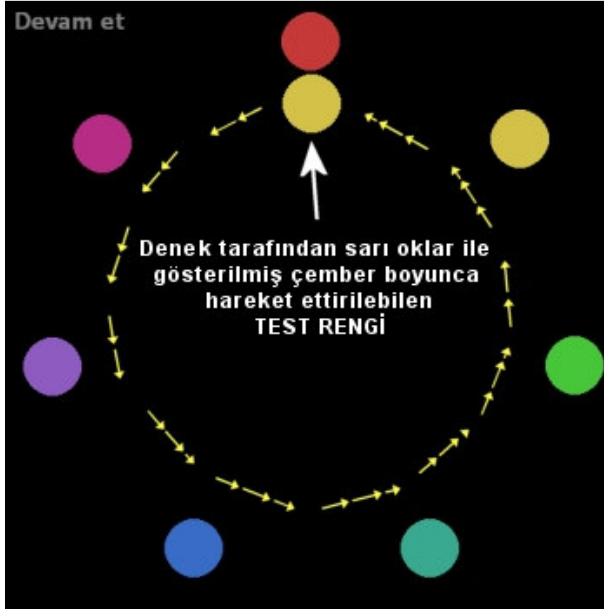 Devam et
Denek tarafından sarı oklar ile
gösterilmiş çember boyunca
hareket ettirilebilen
TEST RENGİ